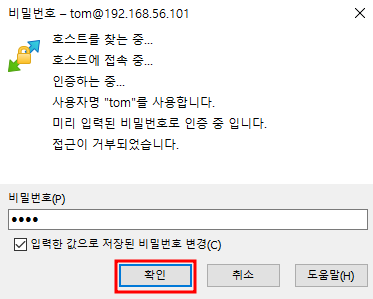 비밀번호 – tom@192.168.56.101
호스트를 찾는 중...
호스트에 접속 중...
인증하는 중...
사용자명 "tom"를 사용합니다.
미리 입력된 비밀번호로 인증 중 입니다.
접근이 거부되었습니다.
비밀번호(P)
●●●●
입력한 값으로 저장된 비밀번호 변경(C)
확인 취소 도움말(H)